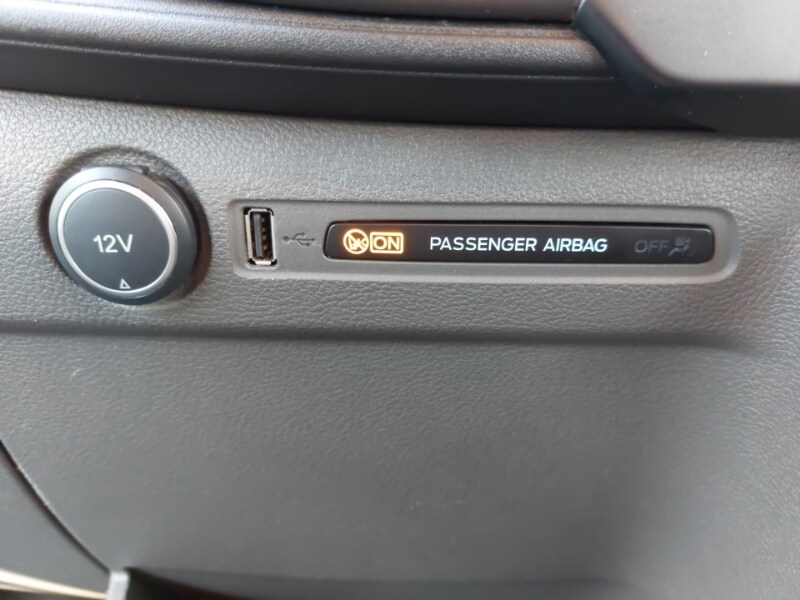 12V
ON PASSENGER AIRBAG OFF